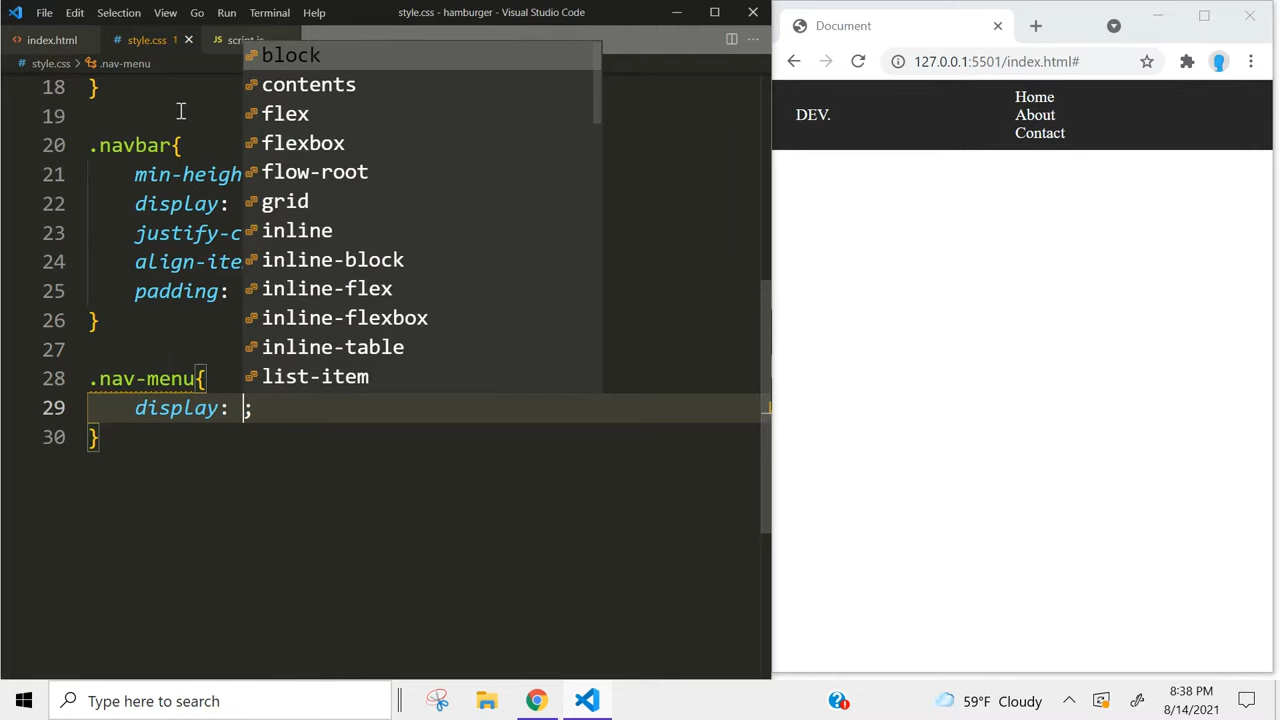 File Edit Selection View Go Run Terminal Help style.css - hamburger - Visual Studio Code
index.html style.css 1 script.js
style.css > .nav-menu
18 }
19
20 .navbar{
21 min-heigh
22 display:
23 justify-c
24 align-ite
25 padding:
26 }
27
28 .nav-menu{
29 display: ;
30 }
block
contents
flex
flexbox
flow-root
grid
inline
inline-block
inline-flex
inline-flexbox
inline-table
list-item
Document
127.0.0.1:5501/index.html#
DEV.
Home
About
Contact
Type here to search
59°F Cloudy
8:38 PM
8/14/2021